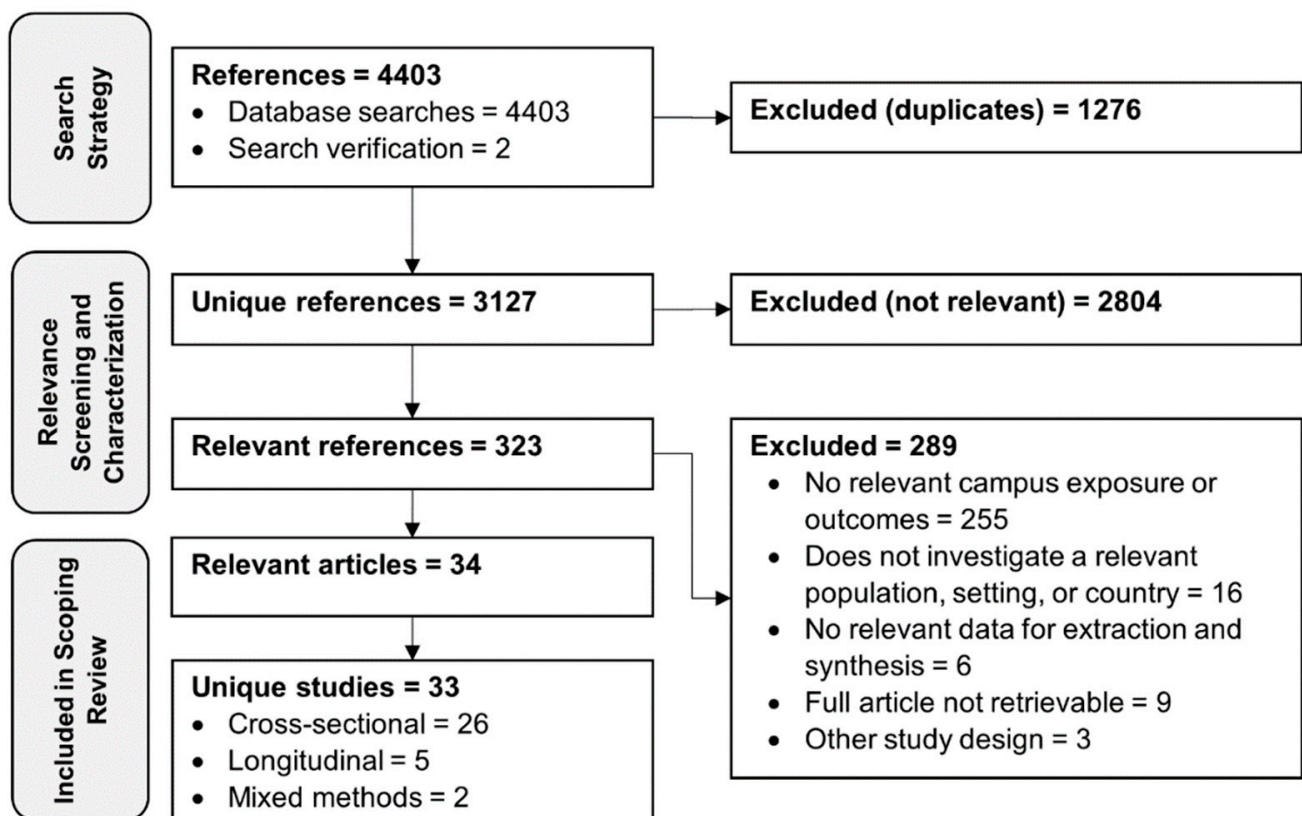 Search
Strategy
References = 4403
• Database searches = 4403
• Search verification = 2
Excluded (duplicates) = 1276
Relevance
Screening and
Characterization
Unique references = 3127
Excluded (not relevant) = 2804
Relevant references = 323
Excluded = 289
• No relevant campus exposure or
outcomes = 255
• Does not investigate a relevant
population, setting, or country = 16
• No relevant data for extraction and
synthesis = 6
• Full article not retrievable = 9
• Other study design = 3
Included in Scoping
Review
Relevant articles = 34
Unique studies = 33
• Cross-sectional = 26
• Longitudinal = 5
• Mixed methods = 2